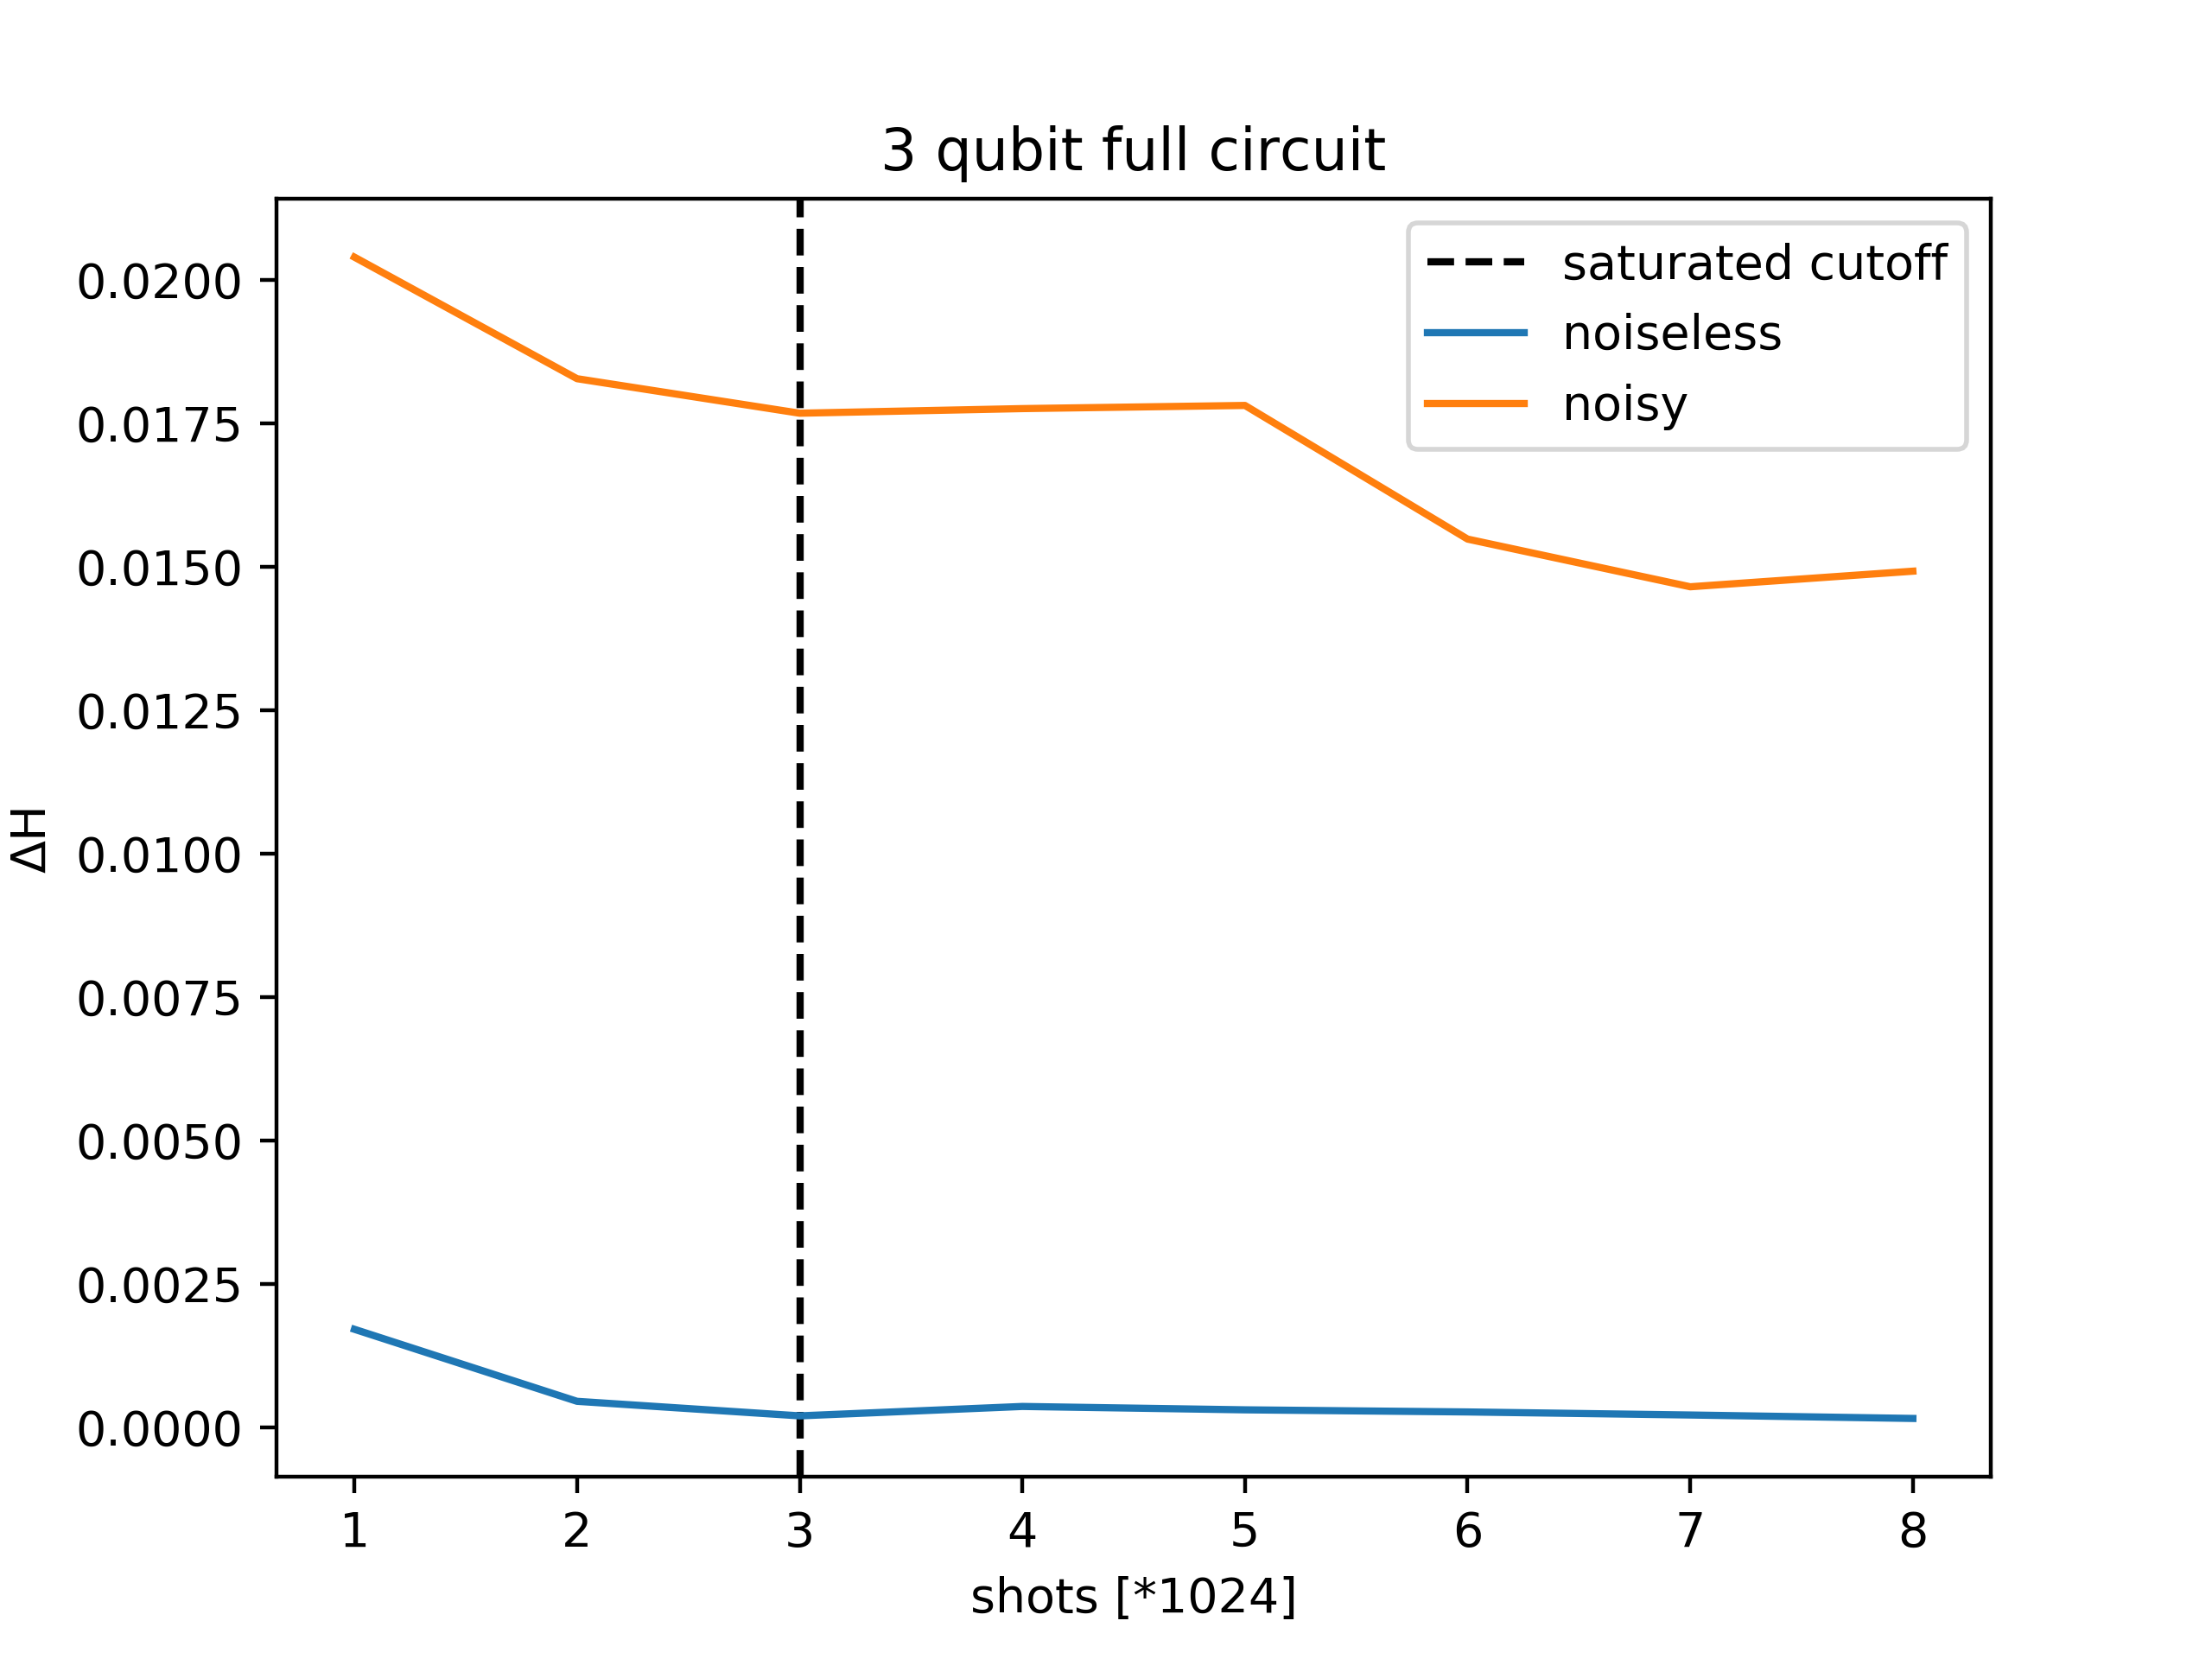 3 qubit full circuit
saturated cutoff
noiseless
noisy
0.0200
0.0175
0.0150
0.0125
0.0100
0.0075
0.0050
0.0025
0.0000
ΔH
1 2 3 4 5 6 7 8
shots [*1024]